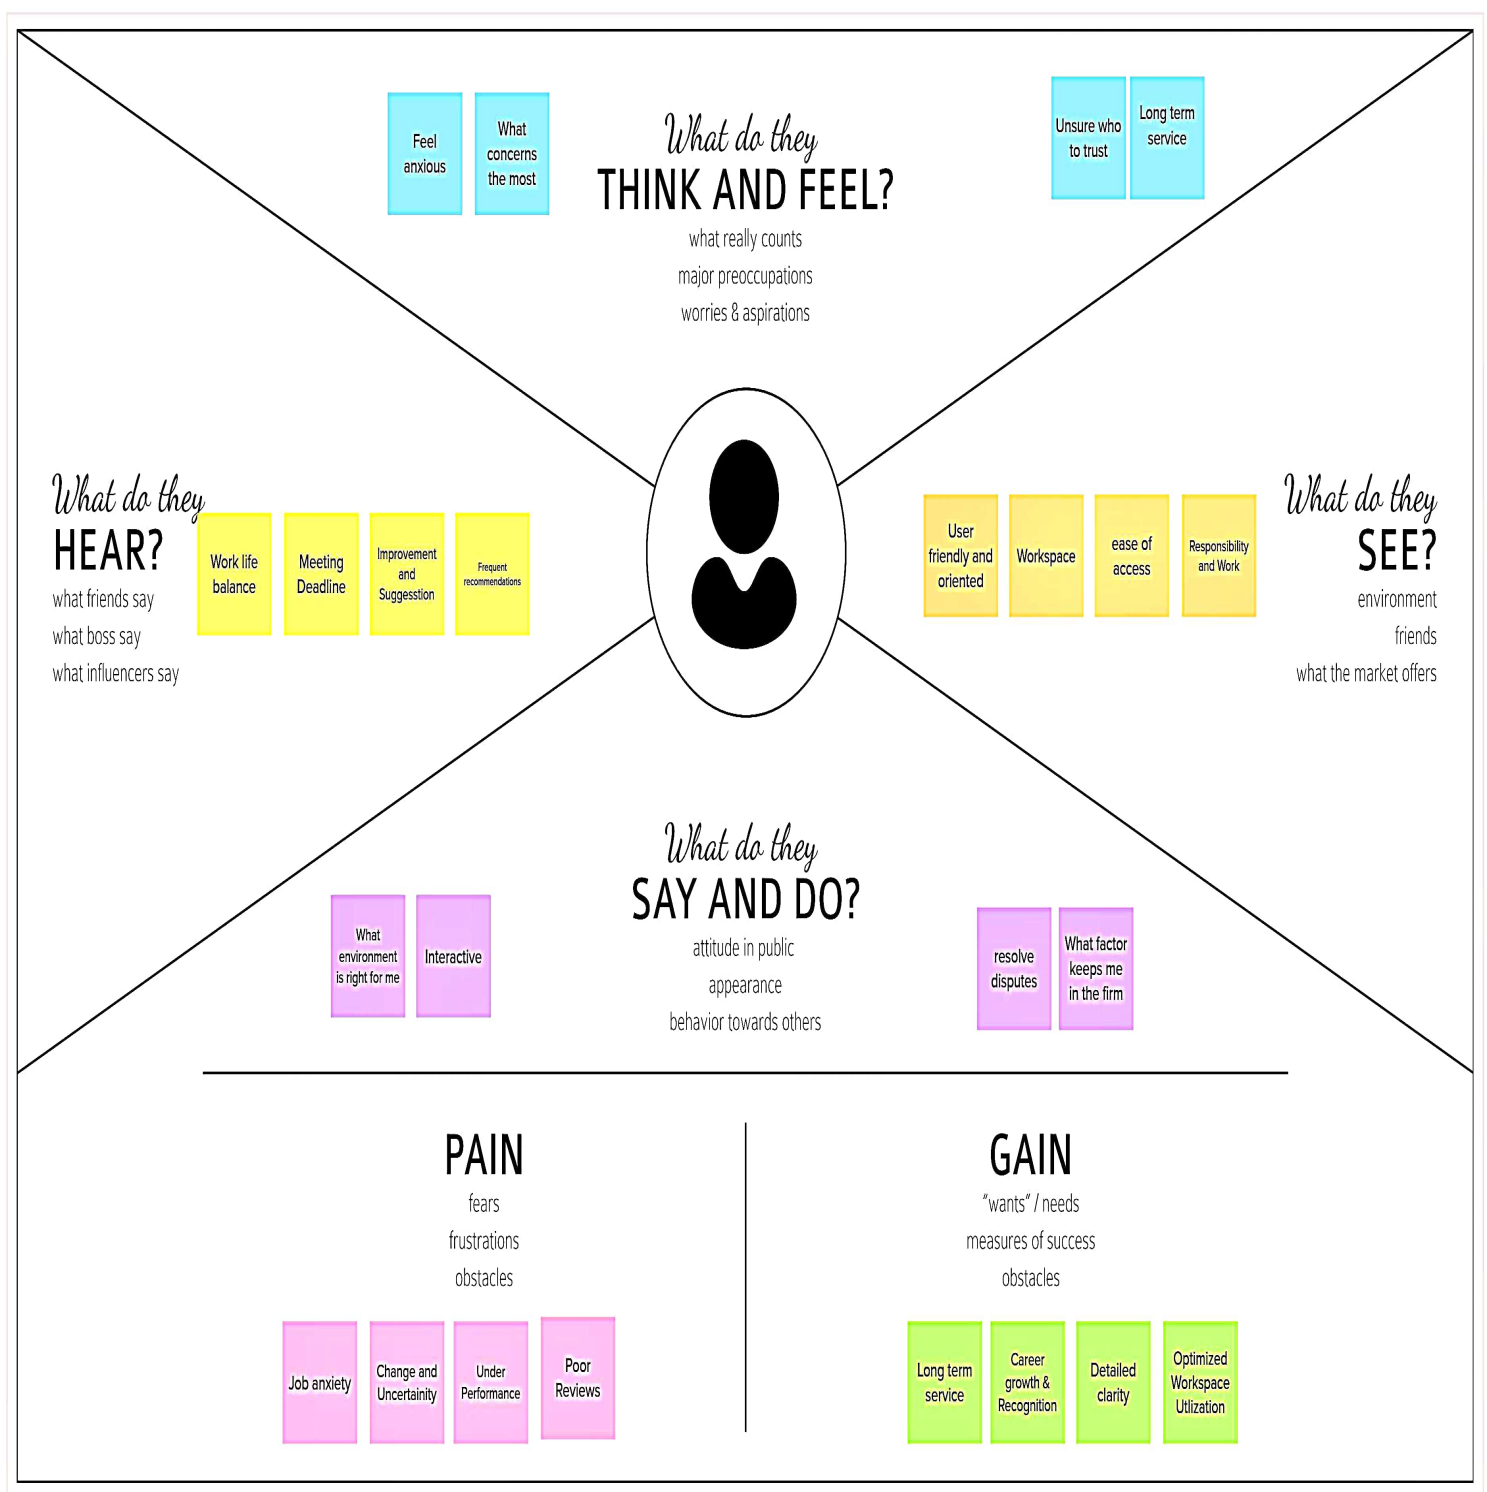 Feel
anxious
What
concerns
the most
What do they
THINK AND FEEL?
what really counts
major preoccupations
worries & aspirations
Unsure who
to trust
Long term
service
What do they
HEAR?
what friends say
what boss say
what influencers say
Work life
balance
Meeting
Deadline
Improvement
and
Suggesstion
Frequent
recommendations
User
friendly and
oriented
Workspace
ease of
access
Responsibility
and Work
What do they
SEE?
environment
friends
what the market offers
What do they
SAY AND DO?
attitude in public
appearance
behavior towards others
What
environment
is right for me
Interactive
resolve
disputes
What factor
keeps me
in the firm
PAIN
fears
frustrations
obstacles
Job anxiety
Change and
Uncertainity
Under
Performance
Poor
Reviews
GAIN
“wants” / needs
measures of success
obstacles
Long term
service
Career
growth &
Recognition
Detailed
clarity
Optimized
Workspace
Utlization